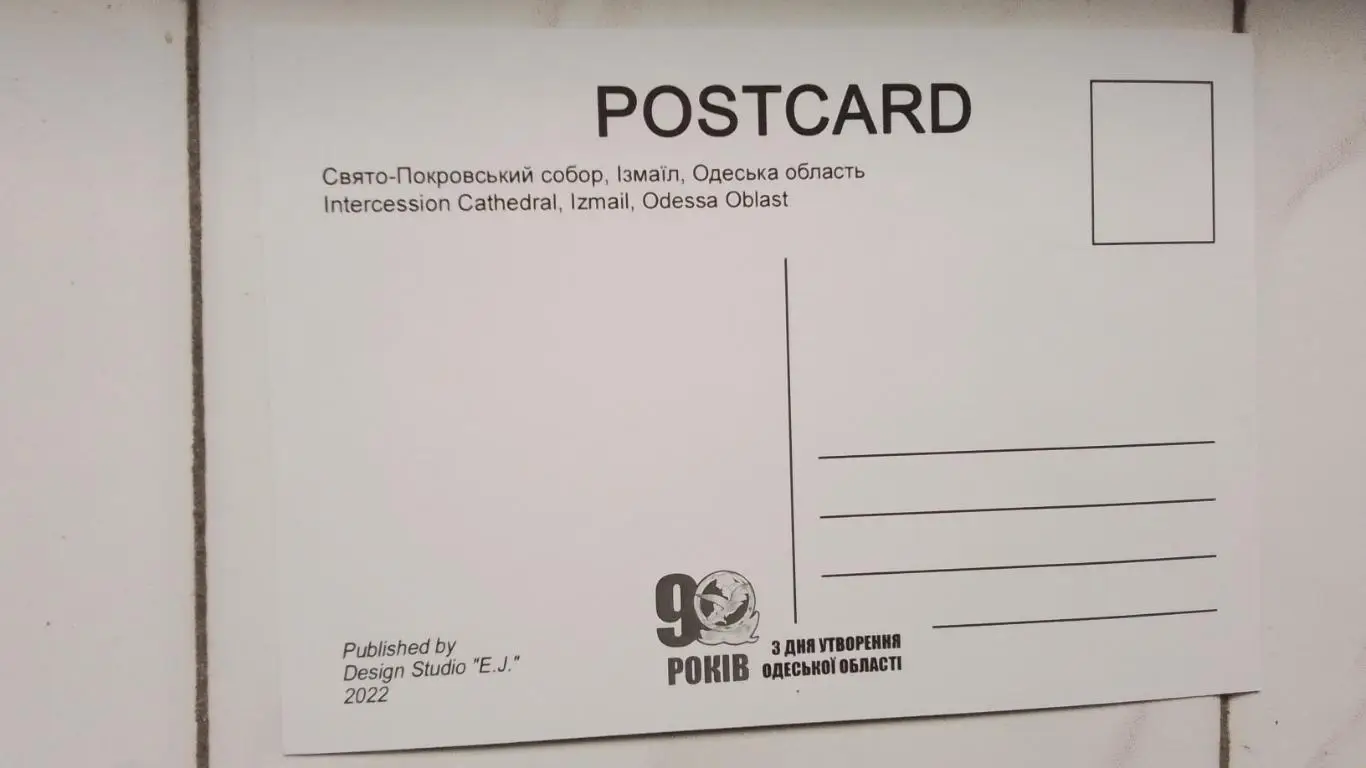 POSTCARD
Свято-Покровський собор, Ізмаїл, Одеська область
Intercession Cathedral, Izmail, Odessa Oblast
Published by
Design Studio "E.J."
2022
90
РОКІВ
З ДНЯ УТВОРЕННЯ
ОДЕСЬКОЇ ОБЛАСТІ